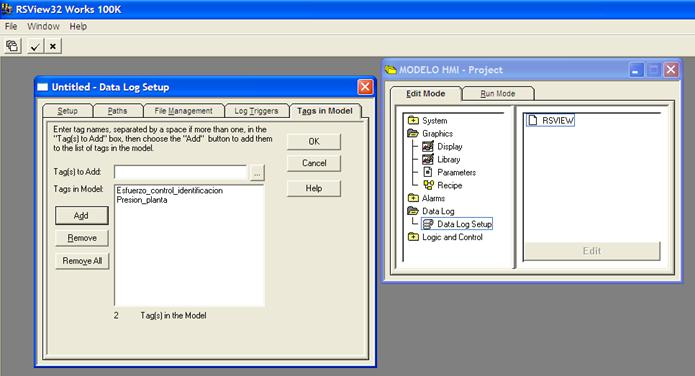 RSView32 Works 100K
File Window Help
Untitled - Data Log Setup
Setup Paths File Management Log Triggers Tags in Model
Enter tag names, separated by a space if more than one, in the
"Tag(s) to Add" box, then choose the "Add" button to add them
to the list of tags in the model.
Tag(s) to Add:
...
Tags in Model:
Esfuerzo_control_identificacion
Presion_planta
Add
Remove
Remove All
2 Tag(s) in the Model
OK
Cancel
Help
MODELO HMI - Project
Edit Mode Run Mode
System
Graphics
Display
Library
Parameters
Recipe
Alarms
Data Log
Data Log Setup
Logic and Control
RSVIEW
Edit